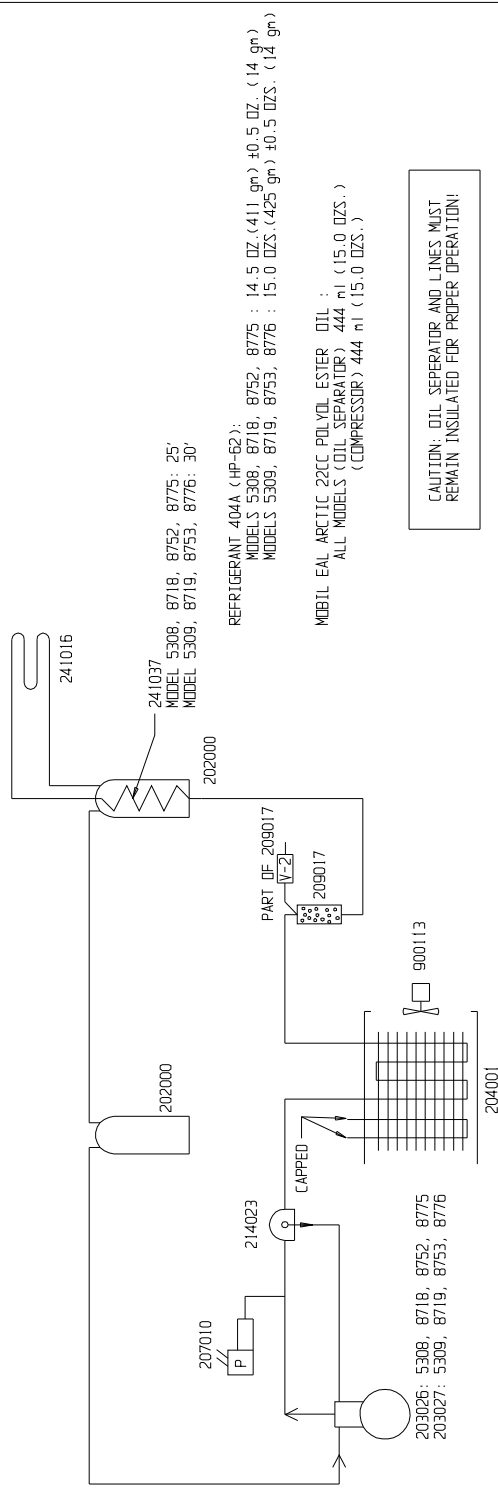 241016
241037
MODEL 5308, 8718, 8752, 8775: 25'
MODEL 5309, 8719, 8753, 8776: 30'
202000
REFRIGERANT 404A (HP-62):
MODELS 5308, 8718, 8752, 8775 : 14.5 OZ.(411 gm) ±0.5 OZ. (14 gm)
MODELS 5309, 8719, 8753, 8776 : 15.0 OZS.(425 gm) ±0.5 OZS. (14 gm)
MOBIL EAL ARCTIC 22CC POLYOL ESTER OIL :
ALL MODELS (OIL SEPARATOR) 444 ml (15.0 OZS.)
(COMPRESSOR) 444 ml (15.0 OZS.)
CAUTION: OIL SEPERATOR AND LINES MUST
REMAIN INSULATED FOR PROPER OPERATION!
202000
PART OF 209017
V-2
209017
207010
P
214023
CAPPED
900113
204001
203026: 5308, 8718, 8752, 8775
203027: 5309, 8719, 8753, 8776